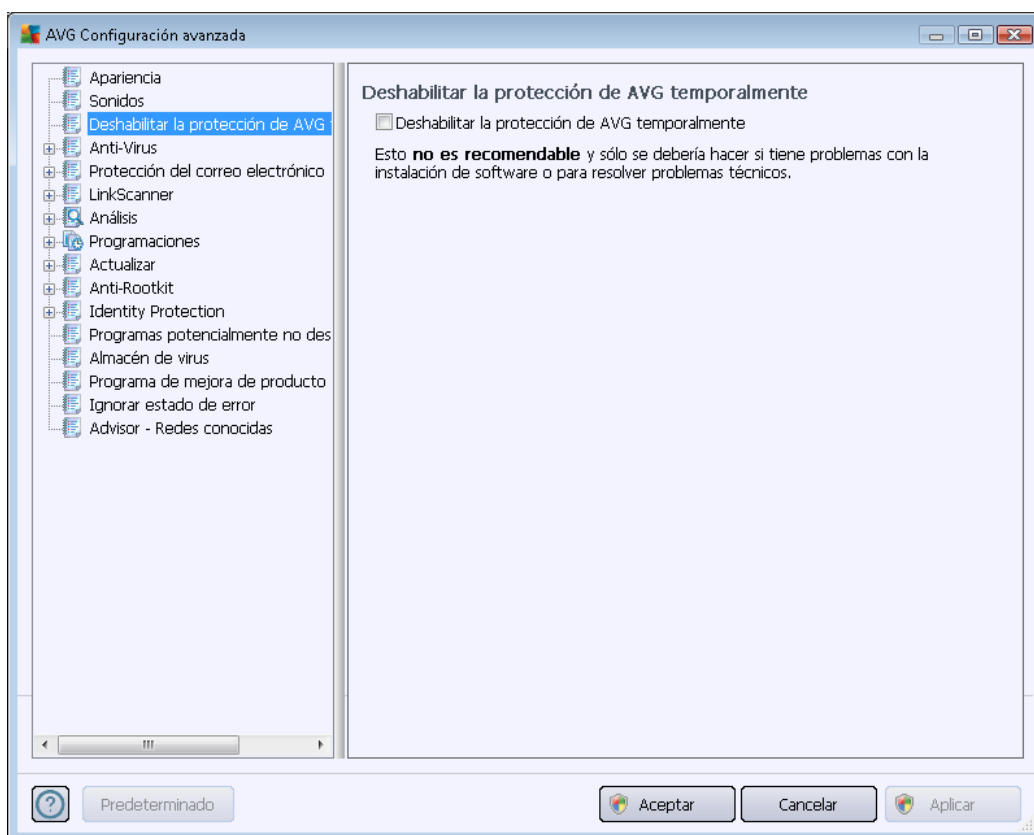 AVG Configuración avanzada
Apariencia
Sonidos
Deshabilitar la protección de AVG
Anti-Virus
Protección del correo electrónico
LinkScanner
Análisis
Programaciones
Actualizar
Anti-Rootkit
Identity Protection
Programas potencialmente no des
Almacén de virus
Programa de mejora de producto
Ignorar estado de error
Advisor - Redes conocidas
Deshabilitar la protección de AVG temporalmente
Deshabilitar la protección de AVG temporalmente
Esto no es recomendable y sólo se debería hacer si tiene problemas con la
instalación de software o para resolver problemas técnicos.
Predeterminado
Aceptar
Cancelar
Aplicar